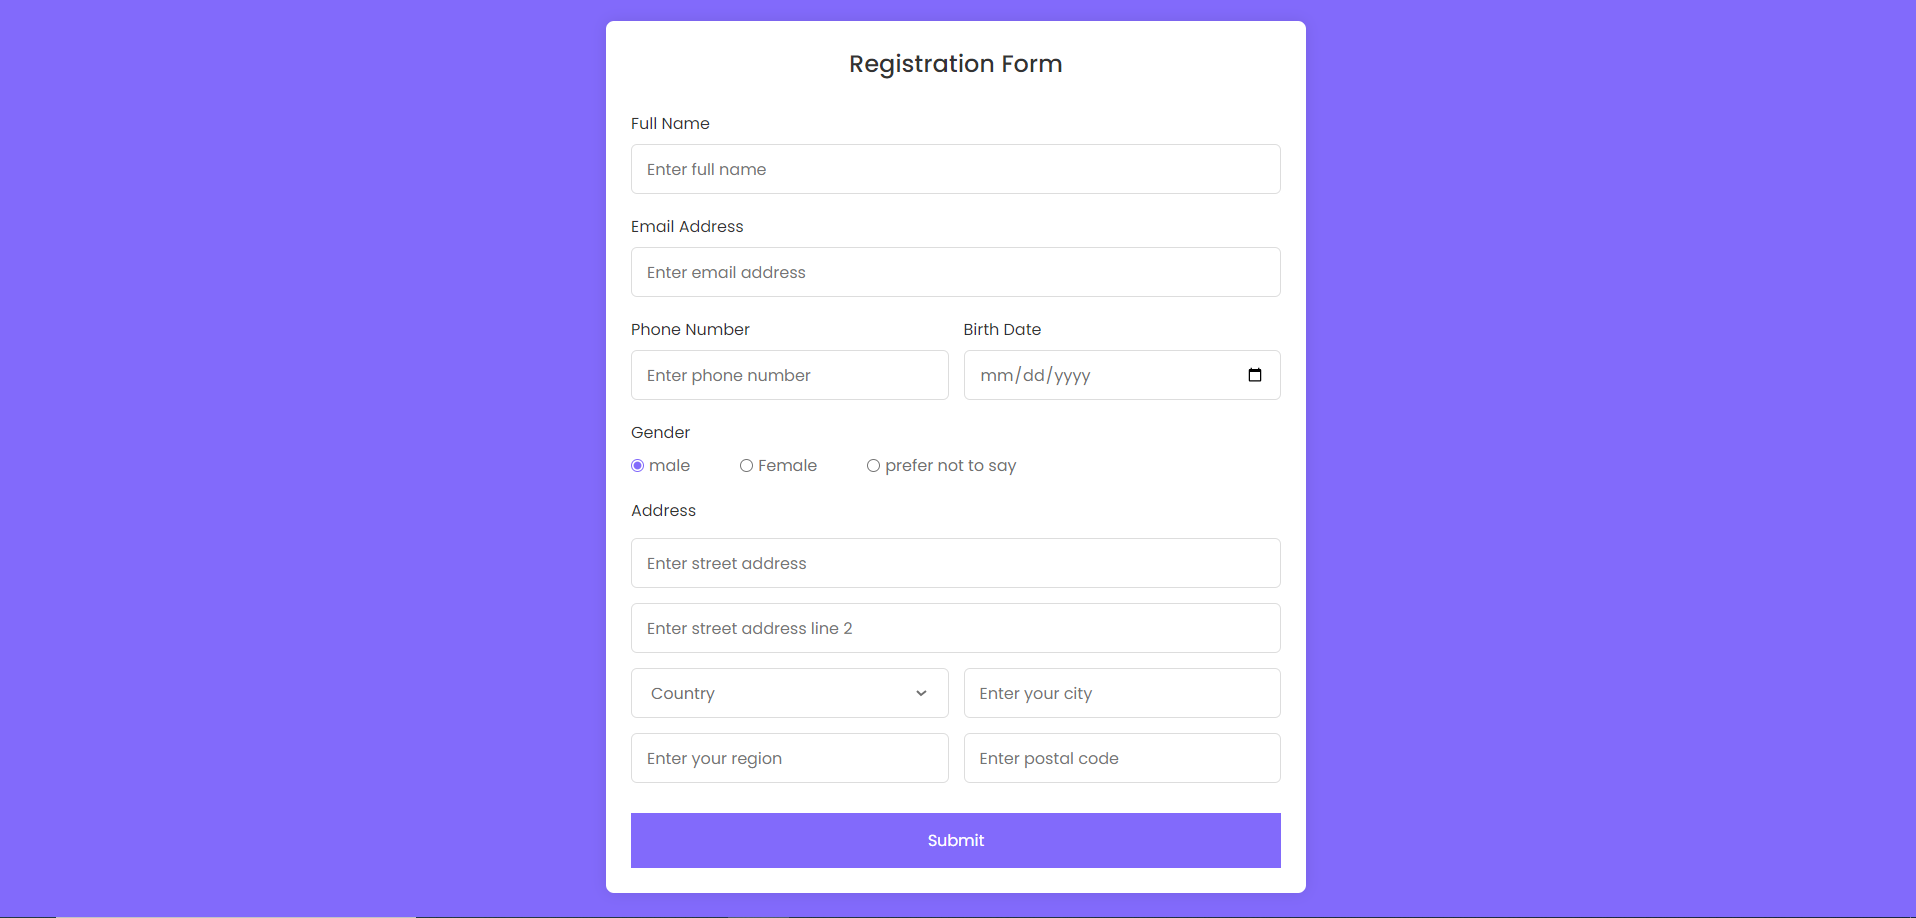 Registration Form
Full Name
Enter full name
Email Address
Enter email address
Phone Number Birth Date
Enter phone number mm/dd/yyyy
Gender
male Female prefer not to say
Address
Enter street address
Enter street address line 2
Country Enter your city
Enter your region Enter postal code
Submit